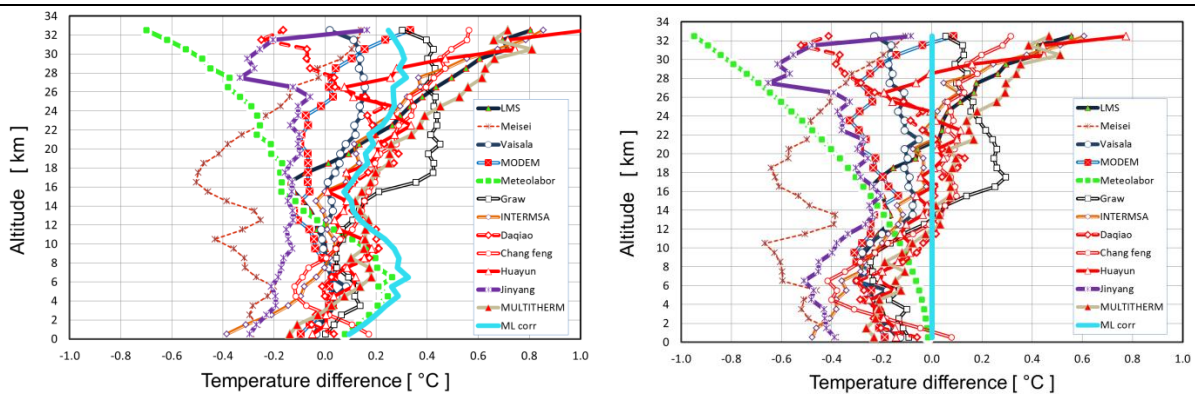 34
32
30
28
26
24
22
20
18
16
14
12
10
8
6
4
2
0
Altitude [ km]
-1.0 -0.8 -0.6 -0.4 -0.2 0.0 0.2 0.4 0.6 0.8 1.0
Temperature difference [ °C ]
LMS
Meisei
Vaisala
MODEM
Meteolabor
Graw
INTERMSA
Daqiao
Chang feng
Huayun
Jinyang
MULTITHERM
ML corr
34
32
30
28
26
24
22
20
18
16
14
12
10
8
6
4
2
0
Altitude [ km]
-1.0 -0.8 -0.6 -0.4 -0.2 0.0 0.2 0.4 0.6 0.8 1.0
Temperature difference [ °C ]
LMS
Meisei
Vaisala
MODEM
Meteolabor
Graw
INTERMSA
Daqiao
Chang feng
Huayun
Jinyang
MULTITHERM
ML corr